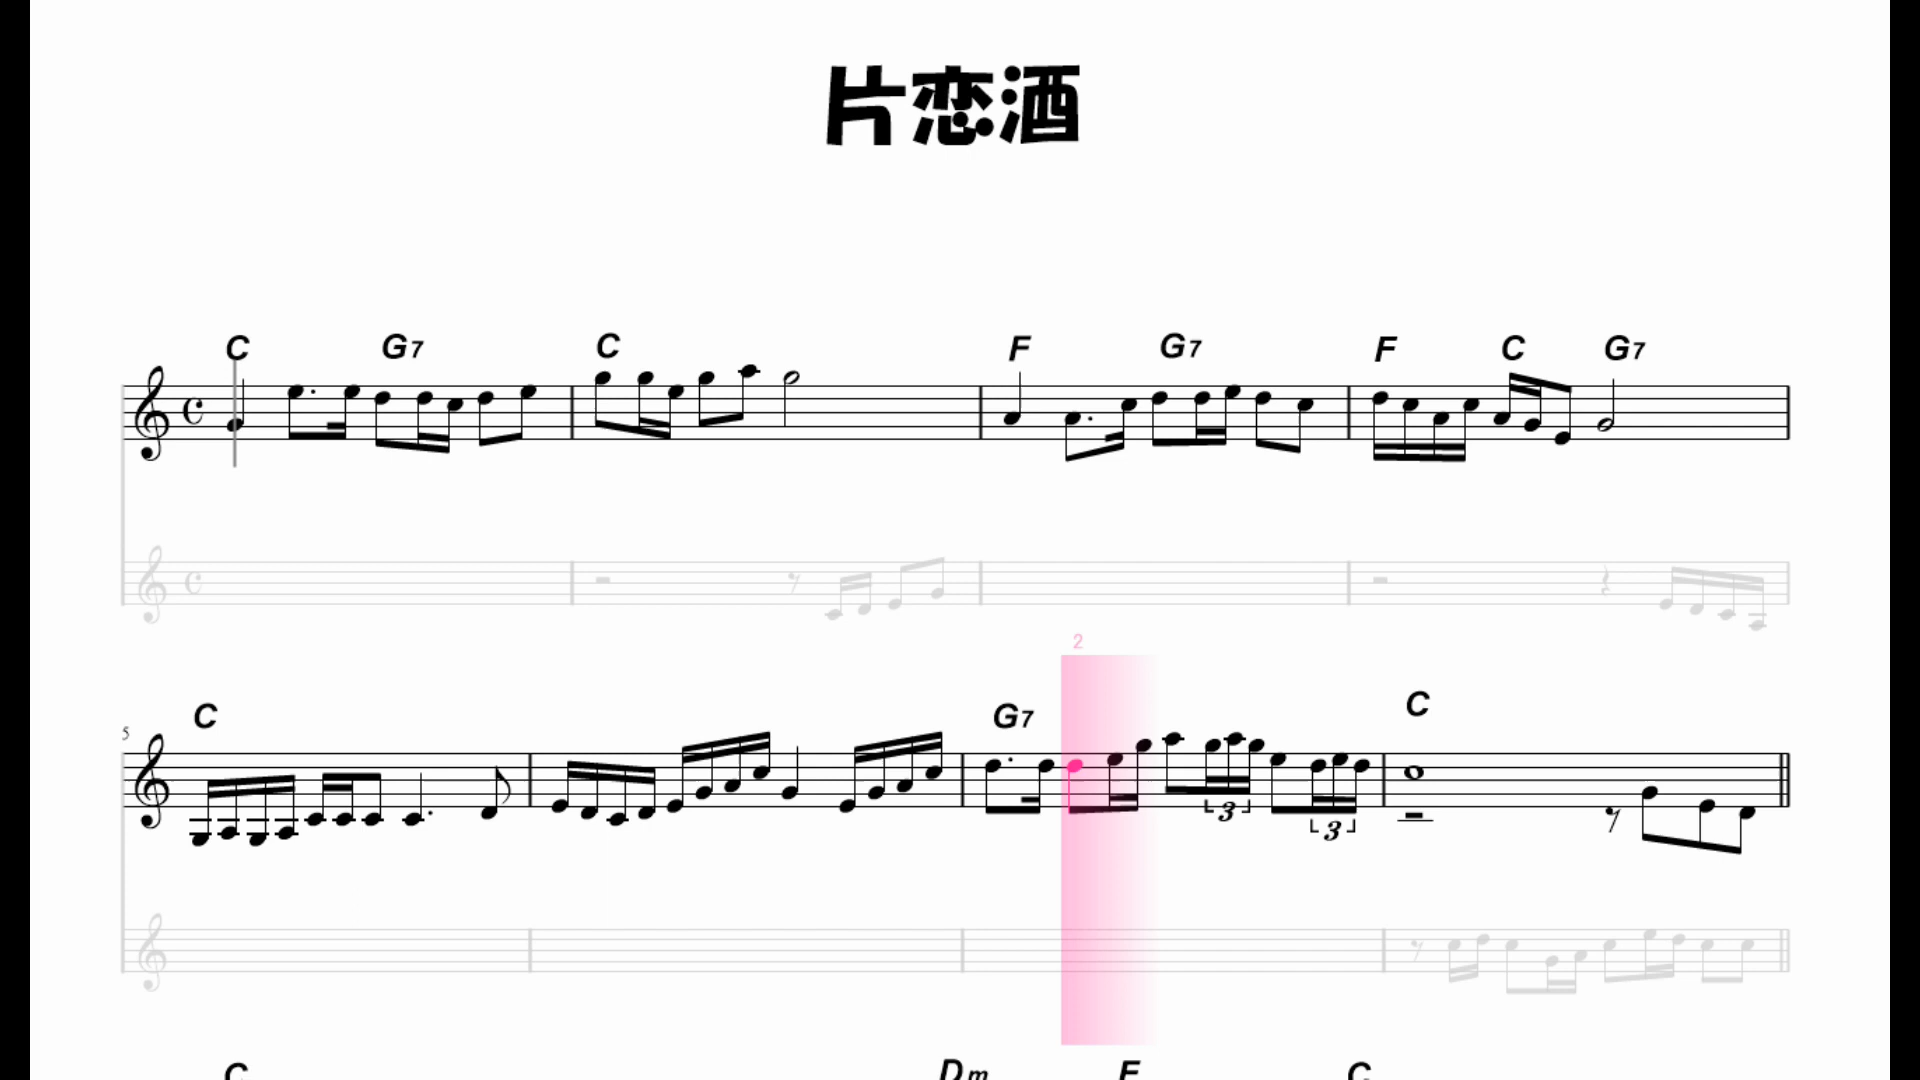 片恋酒
C G7 C F G7 F C G7
2
5 C G7 C
3 3
C Dm F C